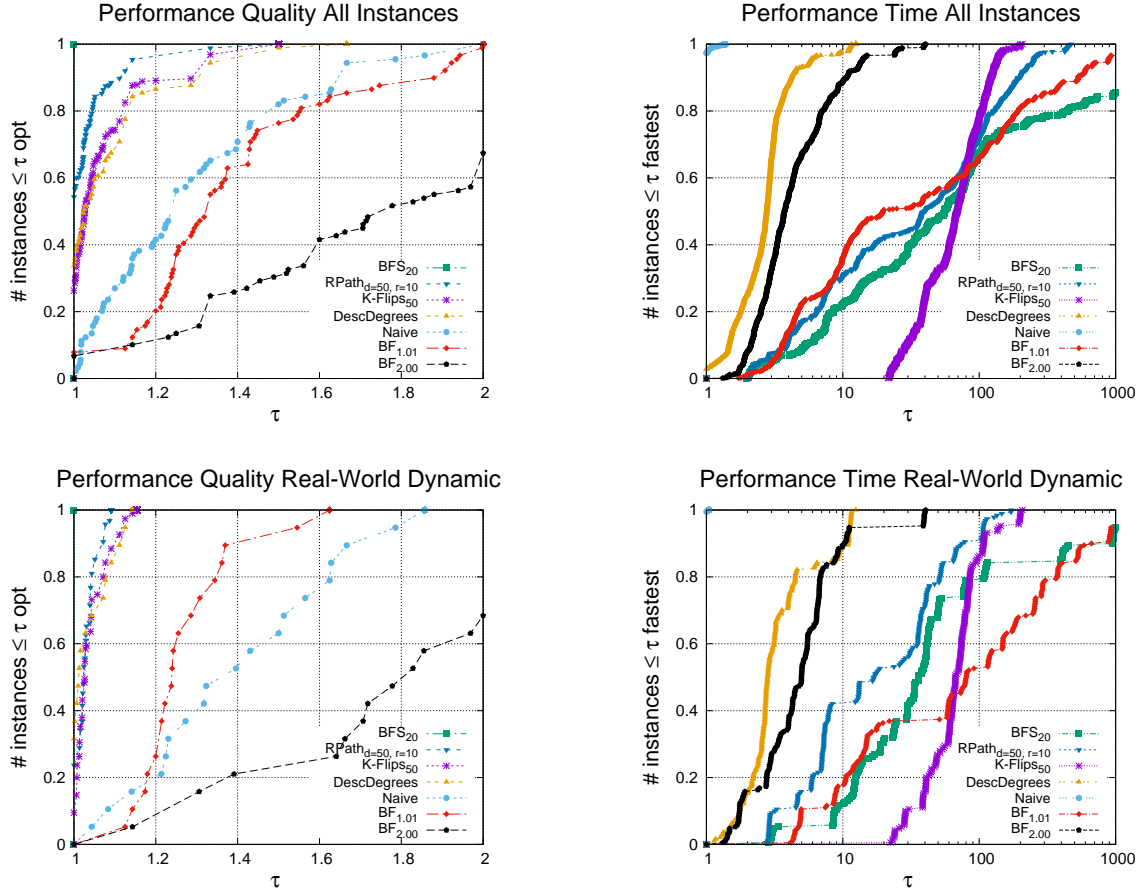 Performance Quality All Instances
# instances ≤ τ opt
1
0.8
0.6
0.4
0.2
0
BFS20
RPathd=50, r=10
K-Flips50
DescDegrees
Naive
BF1.01
BF2.00
1 1.2 1.4 1.6 1.8 2
τ
Performance Time All Instances
# instances ≤ τ fastest
1
0.8
0.6
0.4
0.2
0
BFS20
RPathd=50, r=10
K-Flips50
DescDegrees
Naive
BF1.01
BF2.00
1 10 100 1000
τ
Performance Quality Real-World Dynamic
# instances ≤ τ opt
1
0.8
0.6
0.4
0.2
0
BFS20
RPathd=50, r=10
K-Flips50
DescDegrees
Naive
BF1.01
BF2.00
1 1.2 1.4 1.6 1.8 2
τ
Performance Time Real-World Dynamic
# instances ≤ τ fastest
1
0.8
0.6
0.4
0.2
0
BFS20
RPathd=50, r=10
K-Flips50
DescDegrees
Naive
BF1.01
BF2.00
1 10 100 1000
τ